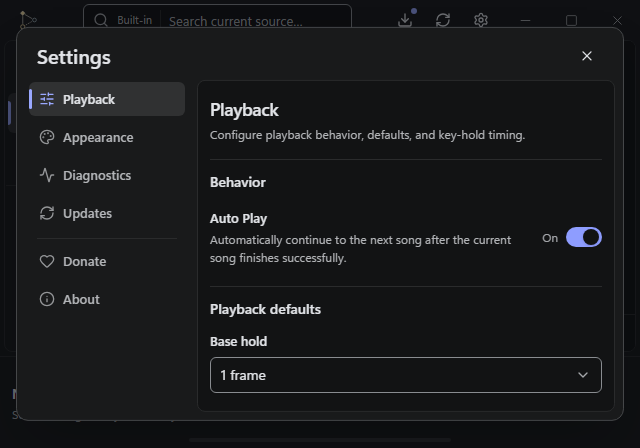 Built-in
Search current source...
Settings
Playback
Appearance
Diagnostics
Updates
Donate
About
Playback
Configure playback behavior, defaults, and key-hold timing.
Behavior
Auto Play
Automatically continue to the next song after the current
song finishes successfully.
On
Playback defaults
Base hold
1 frame